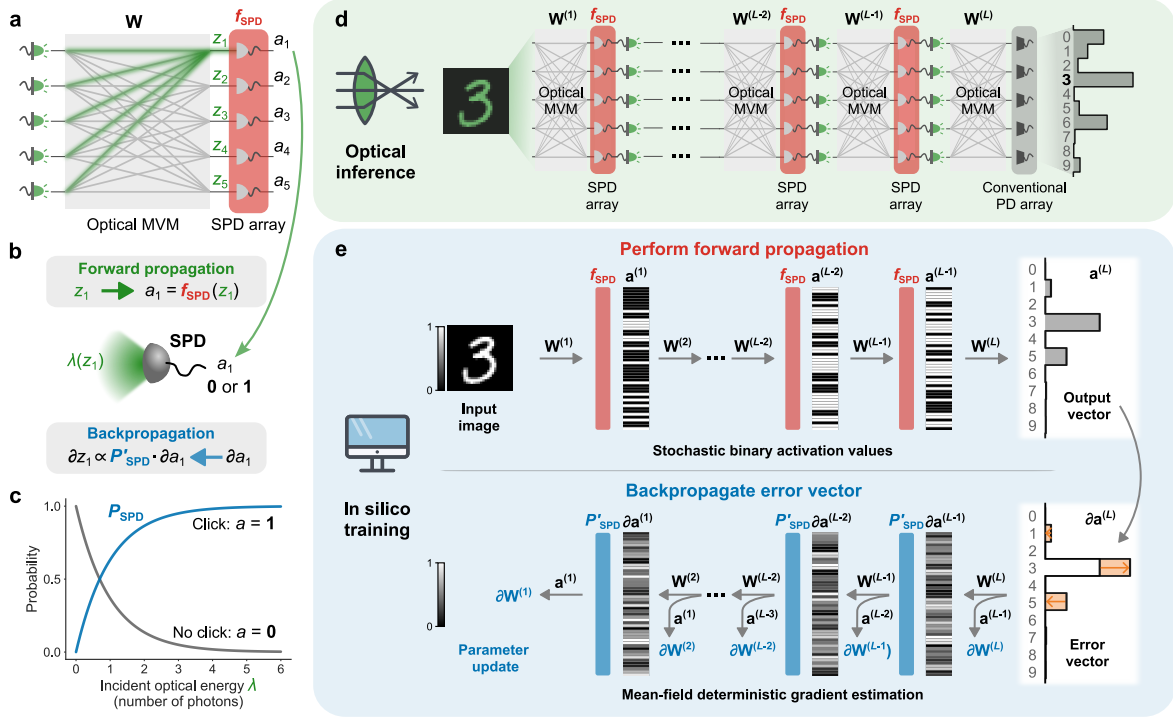 a
W
f_SPD
z₁
a₁
z₂
a₂
z₃
a₃
z₄
a₄
z₅
a₅
Optical MVM
SPD array
b
Forward propagation
z₁ → a₁ = f_SPD(z₁)
SPD
λ(z₁)
a₁
0 or 1
Backpropagation
∂z₁ ∝ P'_SPD · ∂a₁ ← ∂a₁
c
P_SPD
Click: a = 1
No click: a = 0
Probability
1.0
0.5
0.0
0 1 2 3 4 5 6
Incident optical energy λ
(number of photons)
d
Optical
inference
W⁽¹⁾
f_SPD
W⁽ᴸ⁻²⁾
f_SPD
W⁽ᴸ⁻¹⁾
f_SPD
W⁽ᴸ⁾
Optical
MVM
Optical
MVM
Optical
MVM
Optical
MVM
SPD
array
SPD
array
SPD
array
Conventional
PD array
0
1
2
3
4
5
6
7
8
9
e
Perform forward propagation
In silico
training
1
0
Input
image
W⁽¹⁾
f_SPD
a⁽¹⁾
W⁽²⁾
W⁽ᴸ⁻²⁾
f_SPD
a⁽ᴸ⁻²⁾
W⁽ᴸ⁻¹⁾
f_SPD
a⁽ᴸ⁻¹⁾
W⁽ᴸ⁾
a⁽ᴸ⁾
0
1
2
3
4
5
6
7
8
9
Output
vector
Stochastic binary activation values
Backpropagate error vector
1
0
∂W⁽¹⁾
a⁽¹⁾
P'_SPD
∂a⁽¹⁾
W⁽²⁾
a⁽¹⁾
∂W⁽²⁾
W⁽ᴸ⁻²⁾
a⁽ᴸ⁻³⁾
∂W⁽ᴸ⁻²⁾
P'_SPD
∂a⁽ᴸ⁻²⁾
W⁽ᴸ⁻¹⁾
a⁽ᴸ⁻²⁾
∂W⁽ᴸ⁻¹⁾)
P'_SPD
∂a⁽ᴸ⁻¹⁾
W⁽ᴸ⁾
a⁽ᴸ⁻¹⁾
∂W⁽ᴸ⁾
∂a⁽ᴸ⁾
0
1
2
3
4
5
6
7
8
9
Error
vector
Parameter
update
Mean-field deterministic gradient estimation